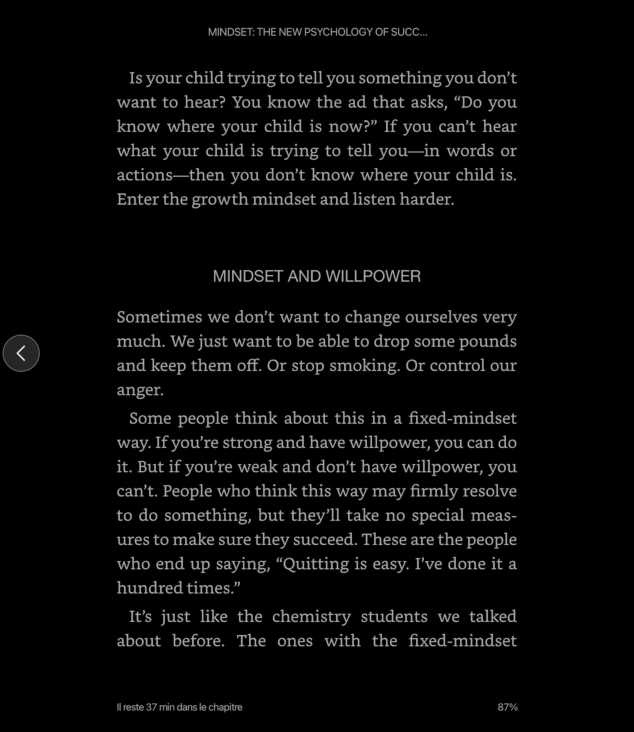 MINDSET: THE NEW PSYCHOLOGY OF SUCC...
Is your child trying to tell you something you don’t
want to hear? You know the ad that asks, “Do you
know where your child is now?” If you can’t hear
what your child is trying to tell you—in words or
actions—then you don’t know where your child is.
Enter the growth mindset and listen harder.
MINDSET AND WILLPOWER
Sometimes we don’t want to change ourselves very
much. We just want to be able to drop some pounds
and keep them off. Or stop smoking. Or control our
anger.
Some people think about this in a fixed-mindset
way. If you’re strong and have willpower, you can do
it. But if you’re weak and don’t have willpower, you
can’t. People who think this way may firmly resolve
to do something, but they’ll take no special meas-
ures to make sure they succeed. These are the people
who end up saying, “Quitting is easy. I’ve done it a
hundred times.”
It’s just like the chemistry students we talked
about before. The ones with the fixed-mindset
Il reste 37 min dans le chapitre
87%